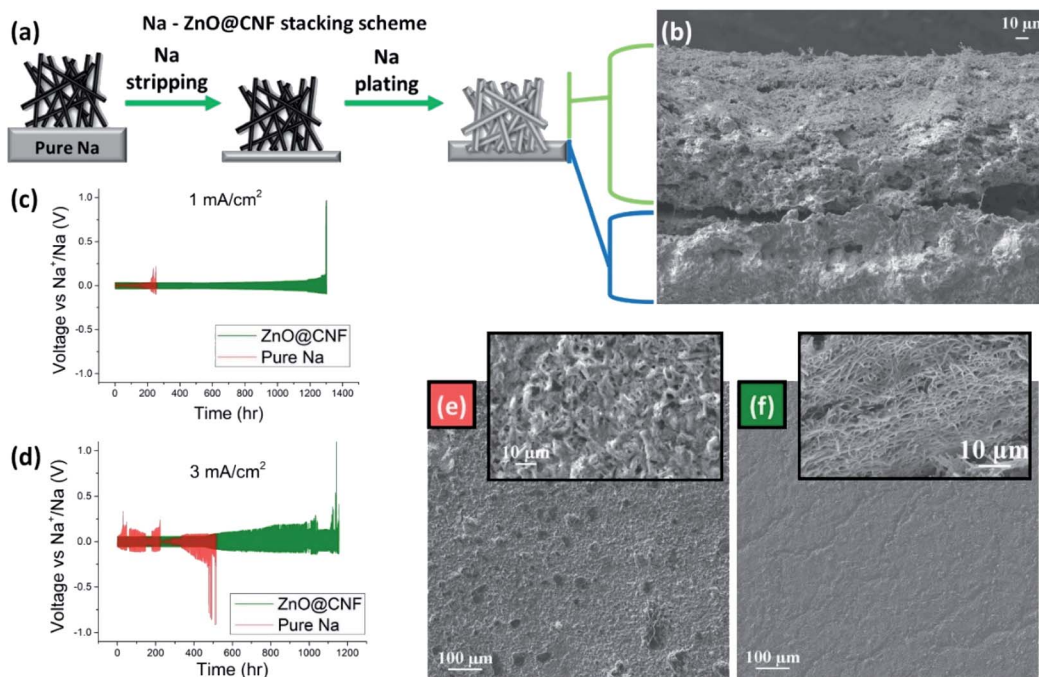 (a)
Na - ZnO@CNF stacking scheme
Na
stripping
Na
plating
Pure Na
(b)
10 µm
(c)
1 mA/cm²
Voltage vs Na⁺/Na (V)
1.0
0.5
0.0
-0.5
-1.0
ZnO@CNF
Pure Na
0 200 400 600 800 1000 1200 1400
Time (hr)
(d)
3 mA/cm²
Voltage vs Na⁺/Na (V)
1.0
0.5
0.0
-0.5
-1.0
ZnO@CNF
Pure Na
0 200 400 600 800 1000 1200
Time (hr)
(e)
10 µm
100 µm
(f)
10 µm
100 µm